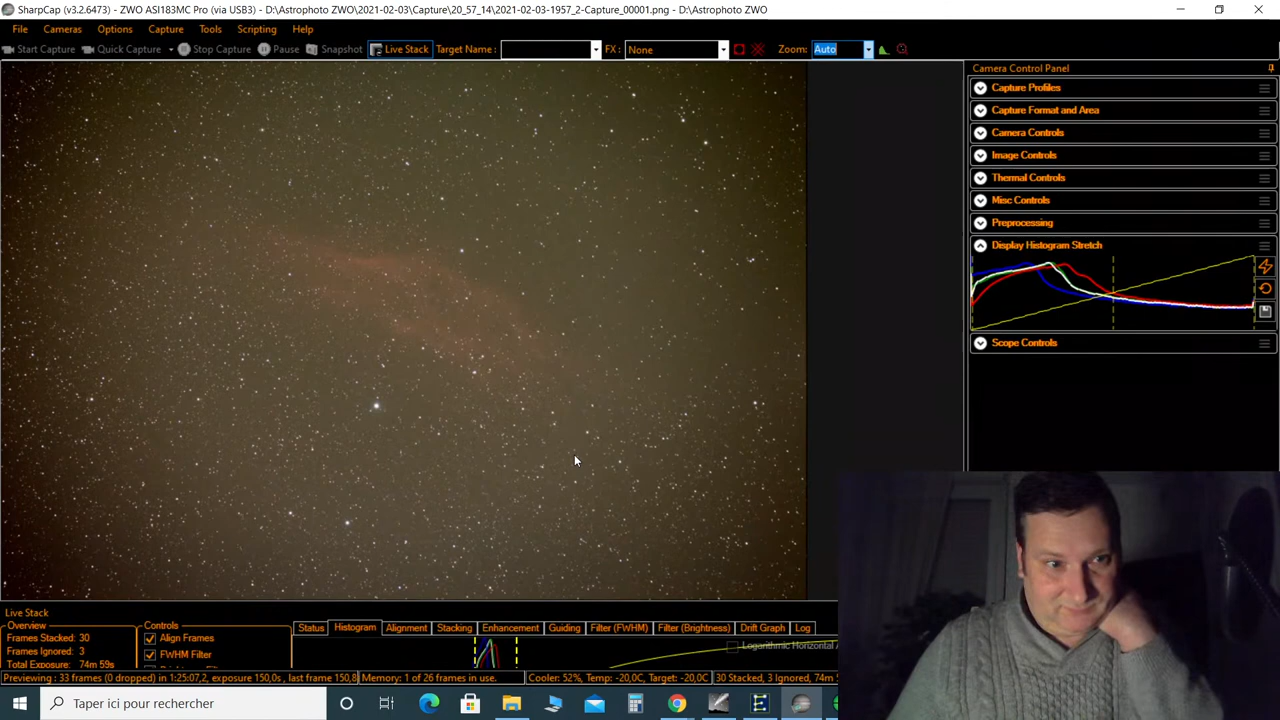 SharpCap (v3.2.6473) - ZWO ASI183MC Pro (via USB3) - D:\Astrophoto ZWO\2021-02-03\Capture\20_57_14\2021-02-03-1957_2-Capture_00001.png - D:\Astrophoto ZWO
File Cameras Options Capture Tools Scripting Help
Start Capture Quick Capture Stop Capture Pause Snapshot Live Stack Target Name : FX : None Zoom: Auto
Camera Control Panel
Capture Profiles
Capture Format and Area
Camera Controls
Image Controls
Thermal Controls
Misc Controls
Preprocessing
Display Histogram Stretch
Scope Controls
Live Stack
Overview
Frames Stacked: 30
Frames Ignored: 3
Total Exposure: 74m 59s
Controls
Align Frames
FWHM Filter
Status Histogram Alignment Stacking Enhancement Guiding Filter (FWHM) Filter (Brightness) Drift Graph Log
Logarithmic Horizontal A
Previewing : 33 frames (0 dropped) in 1:25:07,2, exposure 150,0s , last frame 150,8 Memory: 1 of 26 frames in use. Cooler: 52%, Temp: -20,0C, Target: -20,0C 30 Stacked, 3 Ignored, 74m 5
Taper ici pour rechercher